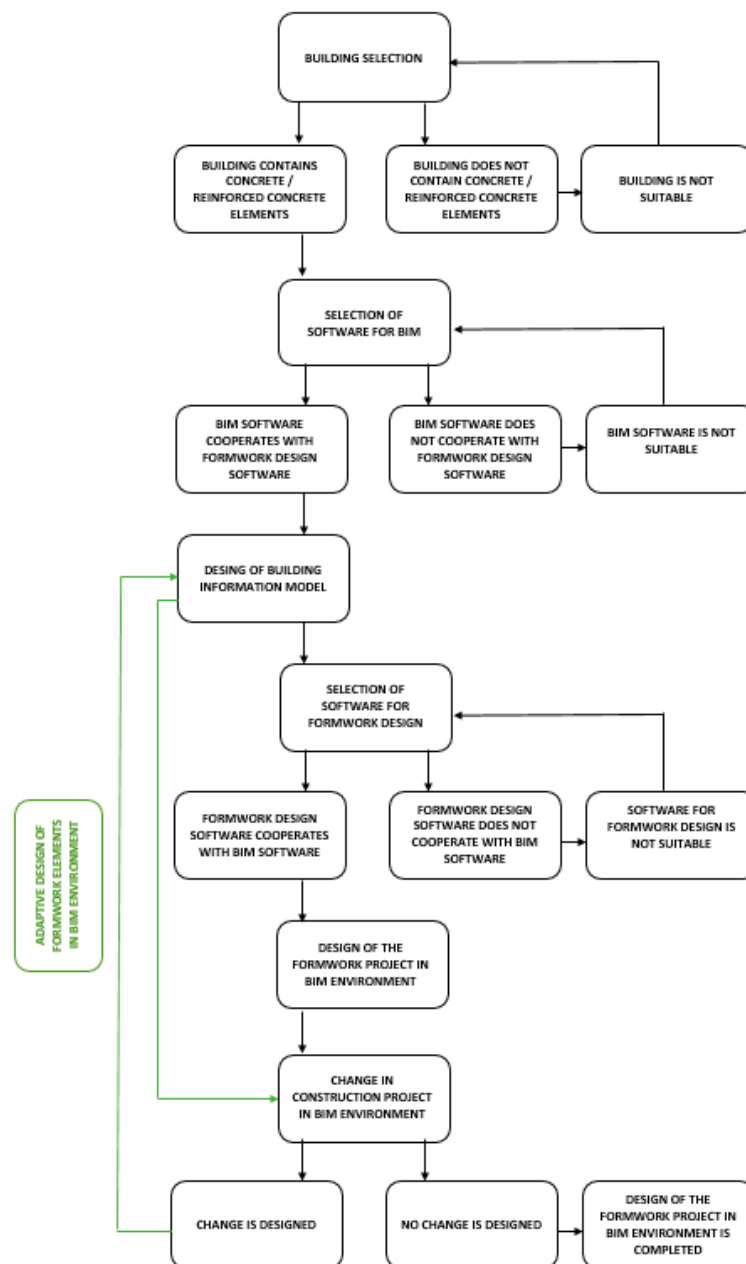 BUILDING SELECTION
BUILDING CONTAINS
CONCRETE /
REINFORCED CONCRETE
ELEMENTS
BUILDING DOES NOT
CONTAIN CONCRETE /
REINFORCED CONCRETE
ELEMENTS
BUILDING IS NOT
SUITABLE
SELECTION OF
SOFTWARE FOR BIM
BIM SOFTWARE
COOPERATES WITH
FORMWORK DESIGN
SOFTWARE
BIM SOFTWARE DOES
NOT COOPERATE WITH
FORMWORK DESIGN
SOFTWARE
BIM SOFTWARE IS NOT
SUITABLE
DESING OF BUILDING
INFORMATION MODEL
SELECTION OF
SOFTWARE FOR
FORMWORK DESIGN
FORMWORK DESIGN
SOFTWARE COOPERATES
WITH BIM SOFTWARE
FORMWORK DESIGN
SOFTWARE DOES NOT
COOPERATE WITH BIM
SOFTWARE
SOFTWARE FOR
FORMWORK DESIGN IS
NOT SUITABLE
ADAPTIVE DESIGN OF
FORMWORK ELEMENTS
IN BIM ENVIRONMENT
DESIGN OF THE
FORMWORK PROJECT IN
BIM ENVIRONMENT
CHANGE IN
CONSTRUCTION PROJECT
IN BIM ENVIRONMENT
CHANGE IS DESIGNED
NO CHANGE IS DESIGNED
DESIGN OF THE
FORMWORK PROJECT IN
BIM ENVIRONMENT IS
COMPLETED